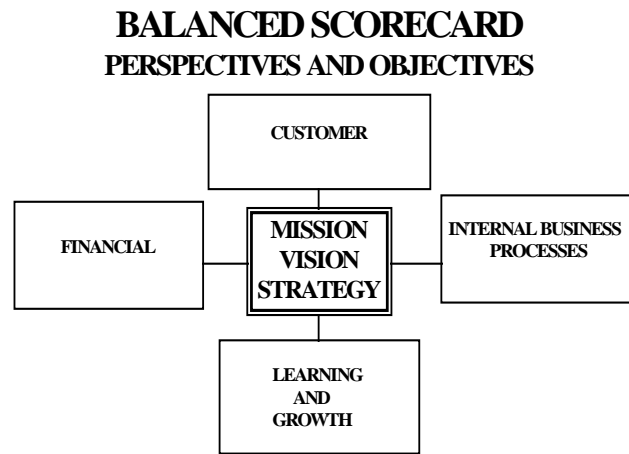 BALANCED SCORECARD
PERSPECTIVES AND OBJECTIVES
CUSTOMER
FINANCIAL
MISSION
VISION
STRATEGY
INTERNAL BUSINESS
PROCESSES
LEARNING
AND
GROWTH